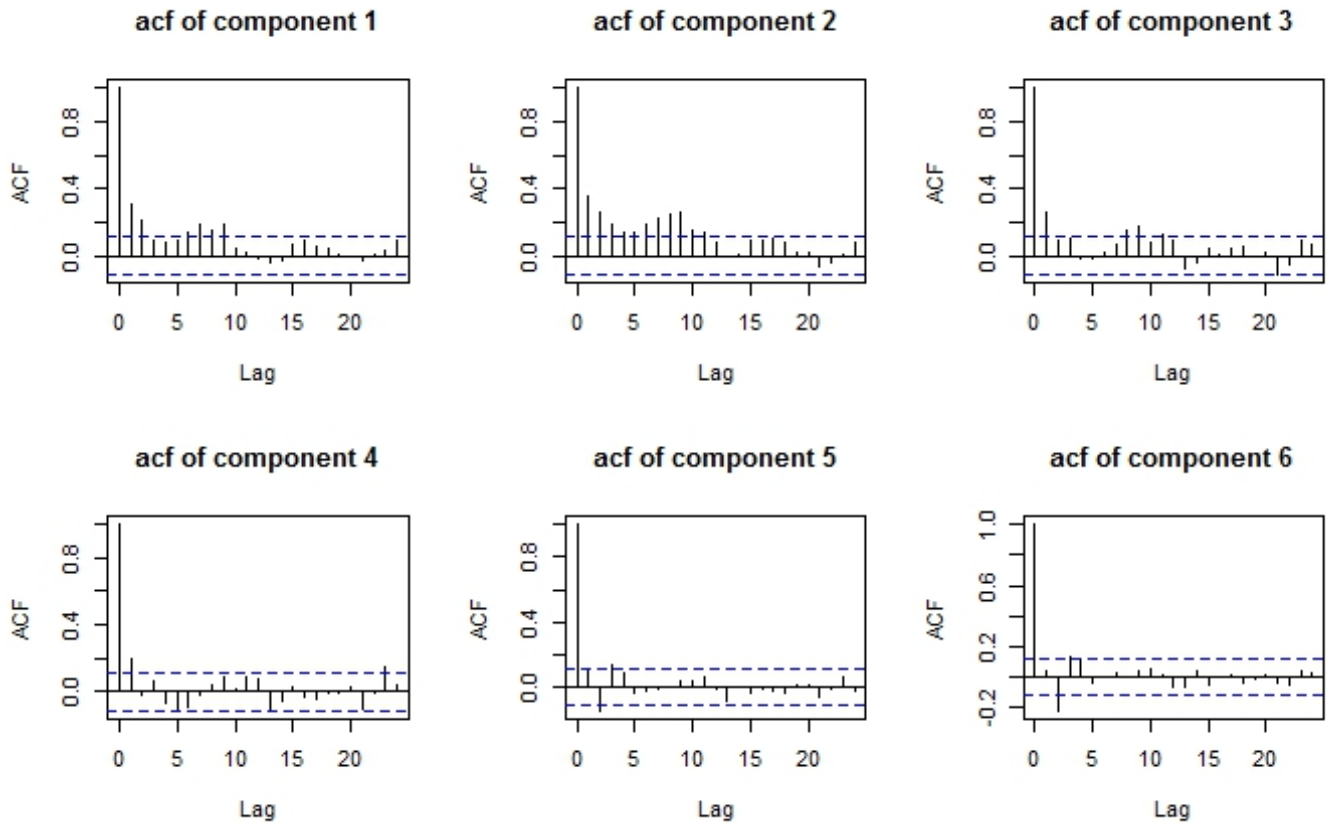 acf of component 1
acf of component 2
acf of component 3
ACF
0.0 0.4 0.8
0 5 10 15 20
Lag
ACF
0.0 0.4 0.8
0 5 10 15 20
Lag
ACF
0.0 0.4 0.8
0 5 10 15 20
Lag
acf of component 4
acf of component 5
acf of component 6
ACF
0.0 0.4 0.8
0 5 10 15 20
Lag
ACF
0.0 0.4 0.8
0 5 10 15 20
Lag
ACF
-0.2 0.2 0.6 1.0
0 5 10 15 20
Lag